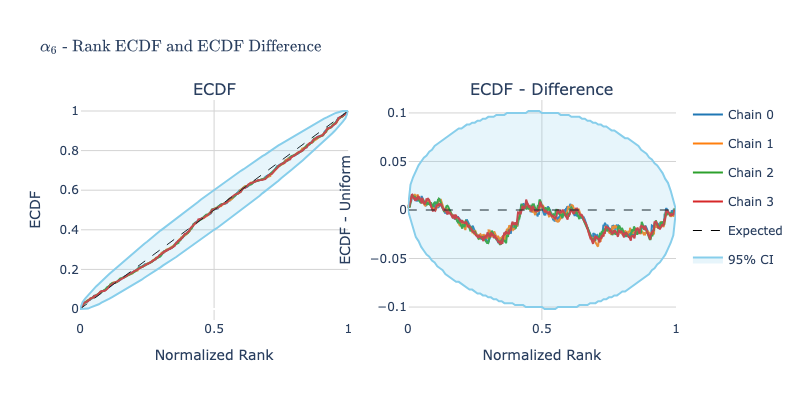 α₆ - Rank ECDF and ECDF Difference
ECDF
ECDF - Difference
ECDF
1
0.8
0.6
0.4
0.2
0
0
0.5
1
Normalized Rank
ECDF - Uniform
0.1
0.05
0
−0.05
−0.1
0
0.5
1
Normalized Rank
Chain 0
Chain 1
Chain 2
Chain 3
Expected
95% CI